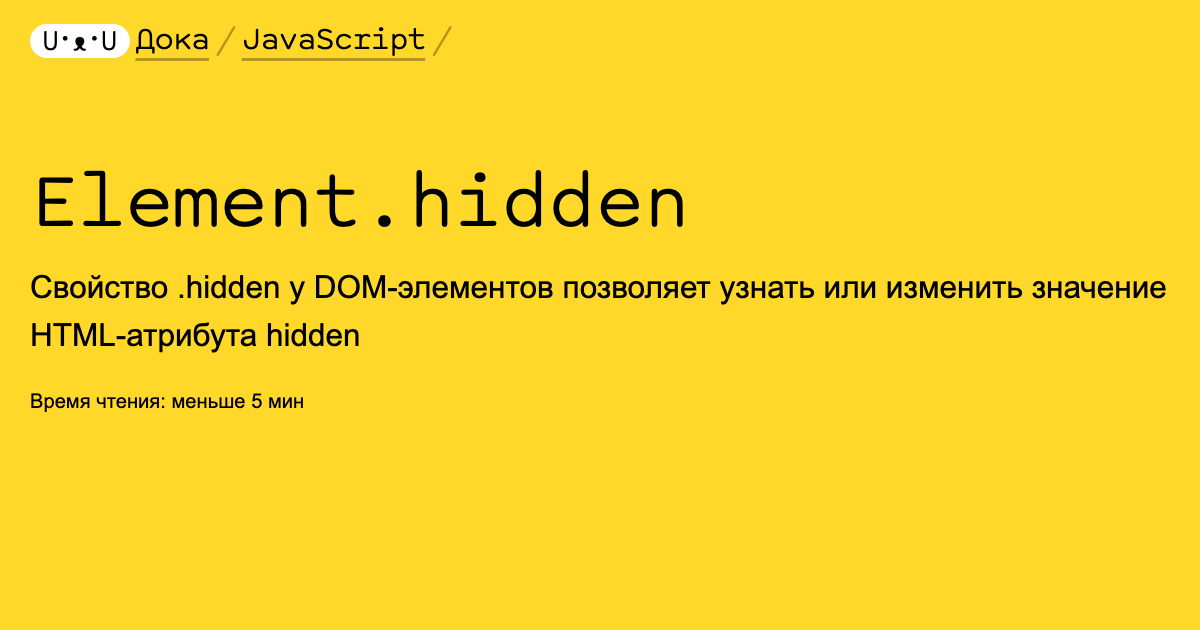 U·ᴥ·U Дока / JavaScript /
Element.hidden
Свойство .hidden у DOM-элементов позволяет узнать или изменить значение
HTML-атрибута hidden
Время чтения: меньше 5 мин